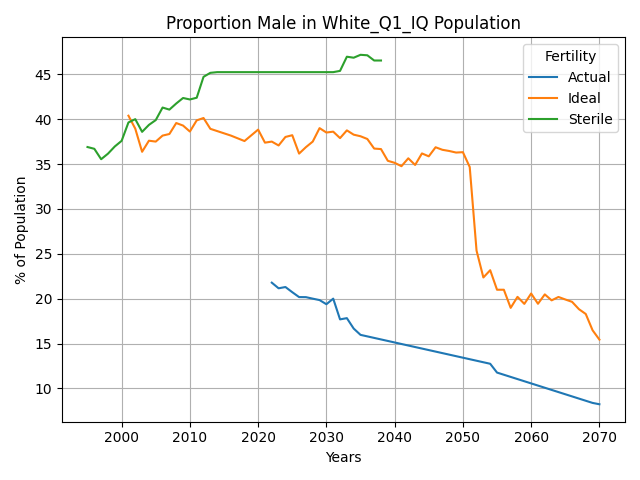 Proportion Male in White_Q1_IQ Population
Fertility
Actual
Ideal
Sterile
% of Population
45
40
35
30
25
20
15
10
2000 2010 2020 2030 2040 2050 2060 2070
Years